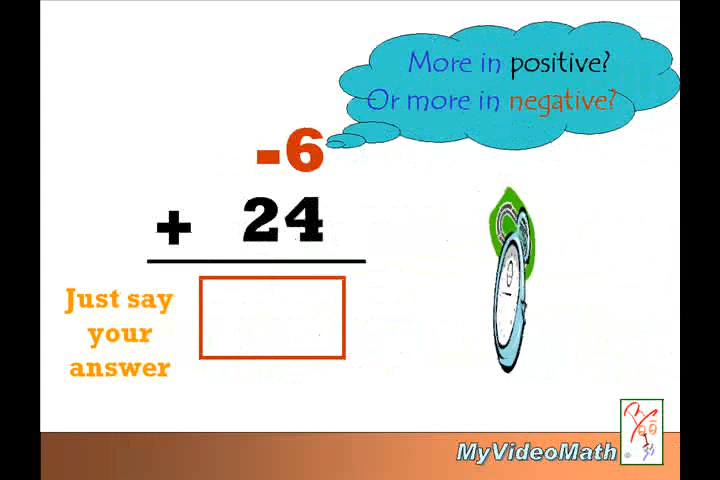 More in positive?
Or more in negative?
-6
+ 24
Just say
your
answer
MyVideoMath